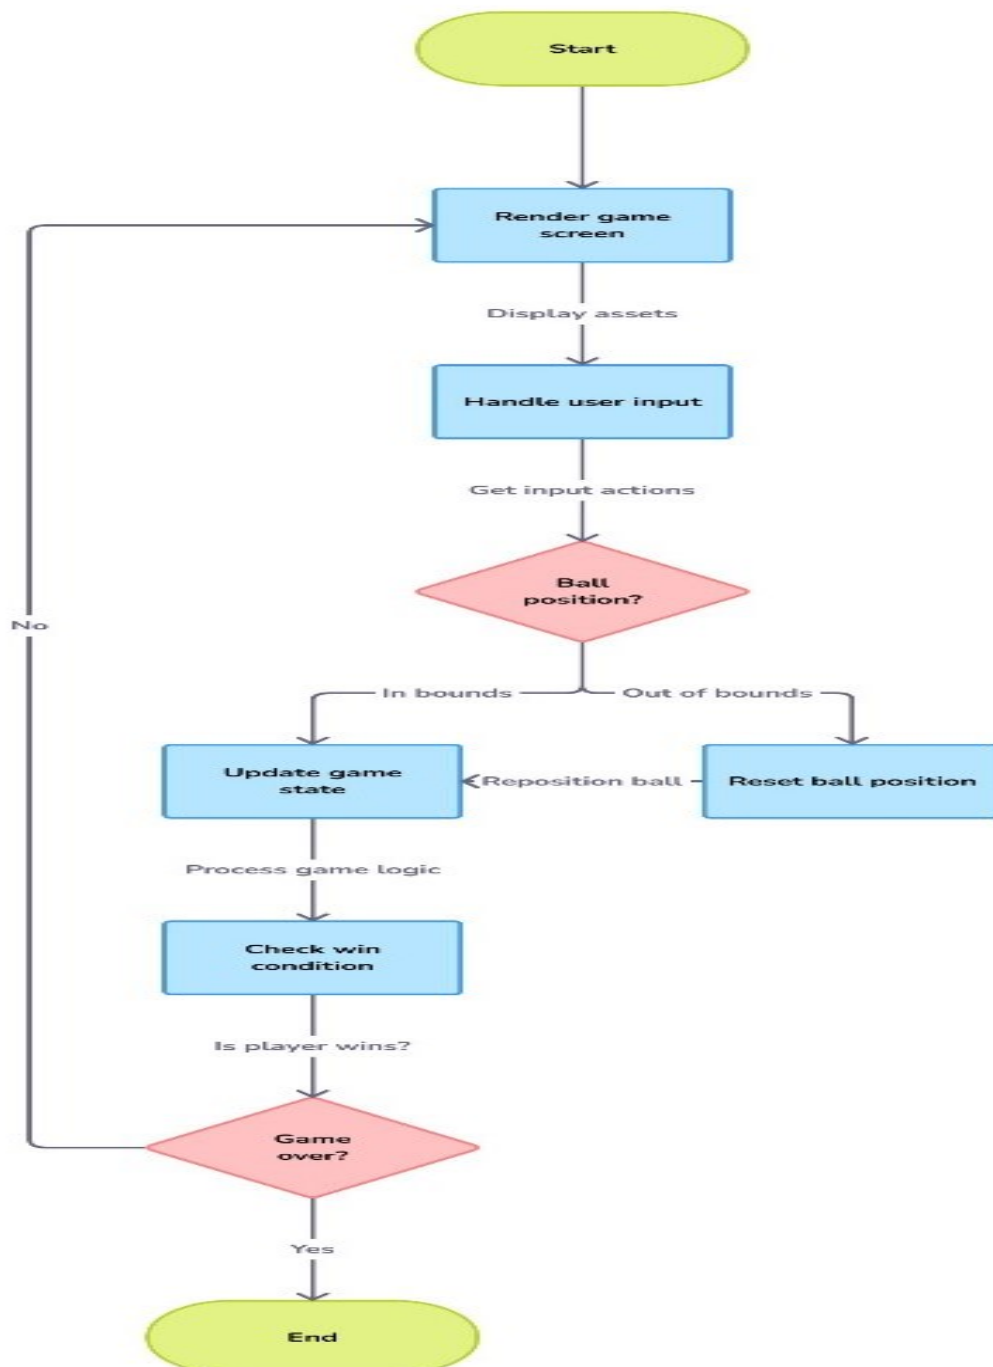 Start
Render game
screen
Display assets
Handle user input
Get input actions
Ball
position?
No
In bounds
Out of bounds
Update game
state
Reposition ball
Reset ball position
Process game logic
Check win
condition
Is player wins?
Game
over?
Yes
End